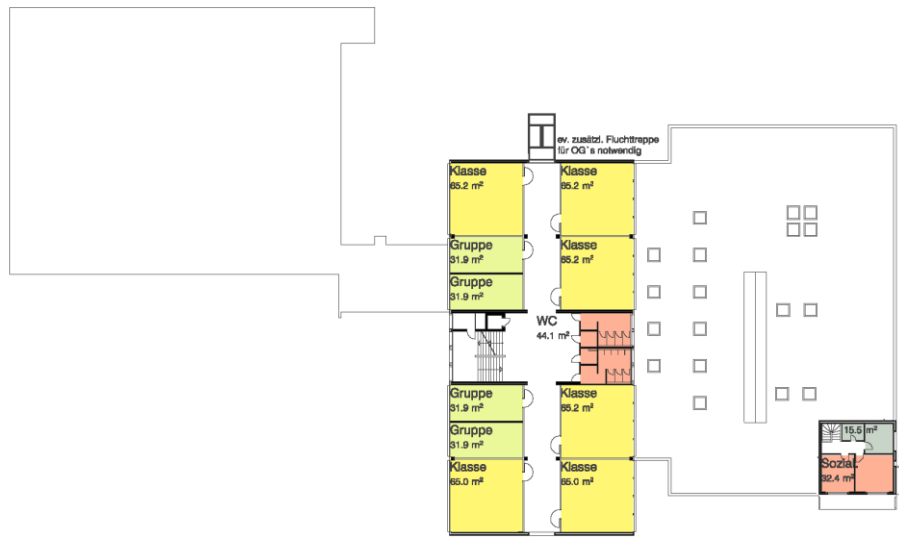 ev. zusätzl. Fluchttreppe
für OG`s notwendig
Klasse
65.2 m²
Klasse
65.2 m²
Gruppe
31.9 m²
Klasse
65.2 m²
Gruppe
31.9 m²
WC
44.1 m²
Gruppe
31.9 m²
Klasse
65.2 m²
Gruppe
31.9 m²
Klasse
65.0 m²
Klasse
65.0 m²
15.5 m²
Sozial.
32.4 m²